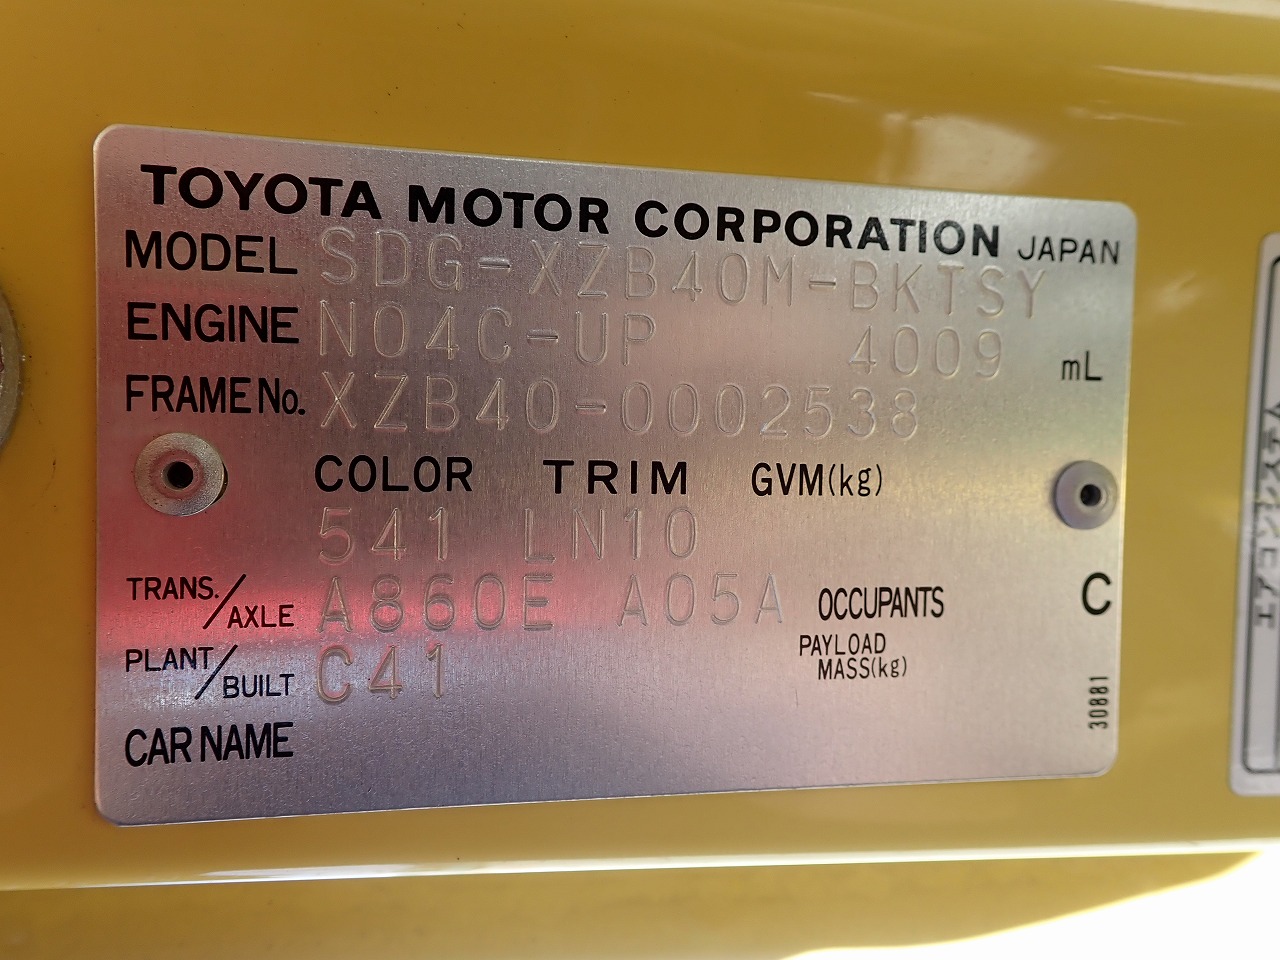 TOYOTA MOTOR CORPORATION JAPAN
MODEL SDG-XZB40M-BKTSY
ENGINE N04C-UP 4009 mL
FRAME No. XZB40-0002538
COLOR TRIM GVM(kg)
541 LN10
TRANS./AXLE A860E A05A OCCUPANTS C
PLANT/BUILT C41 PAYLOAD MASS(kg)
CAR NAME
30881